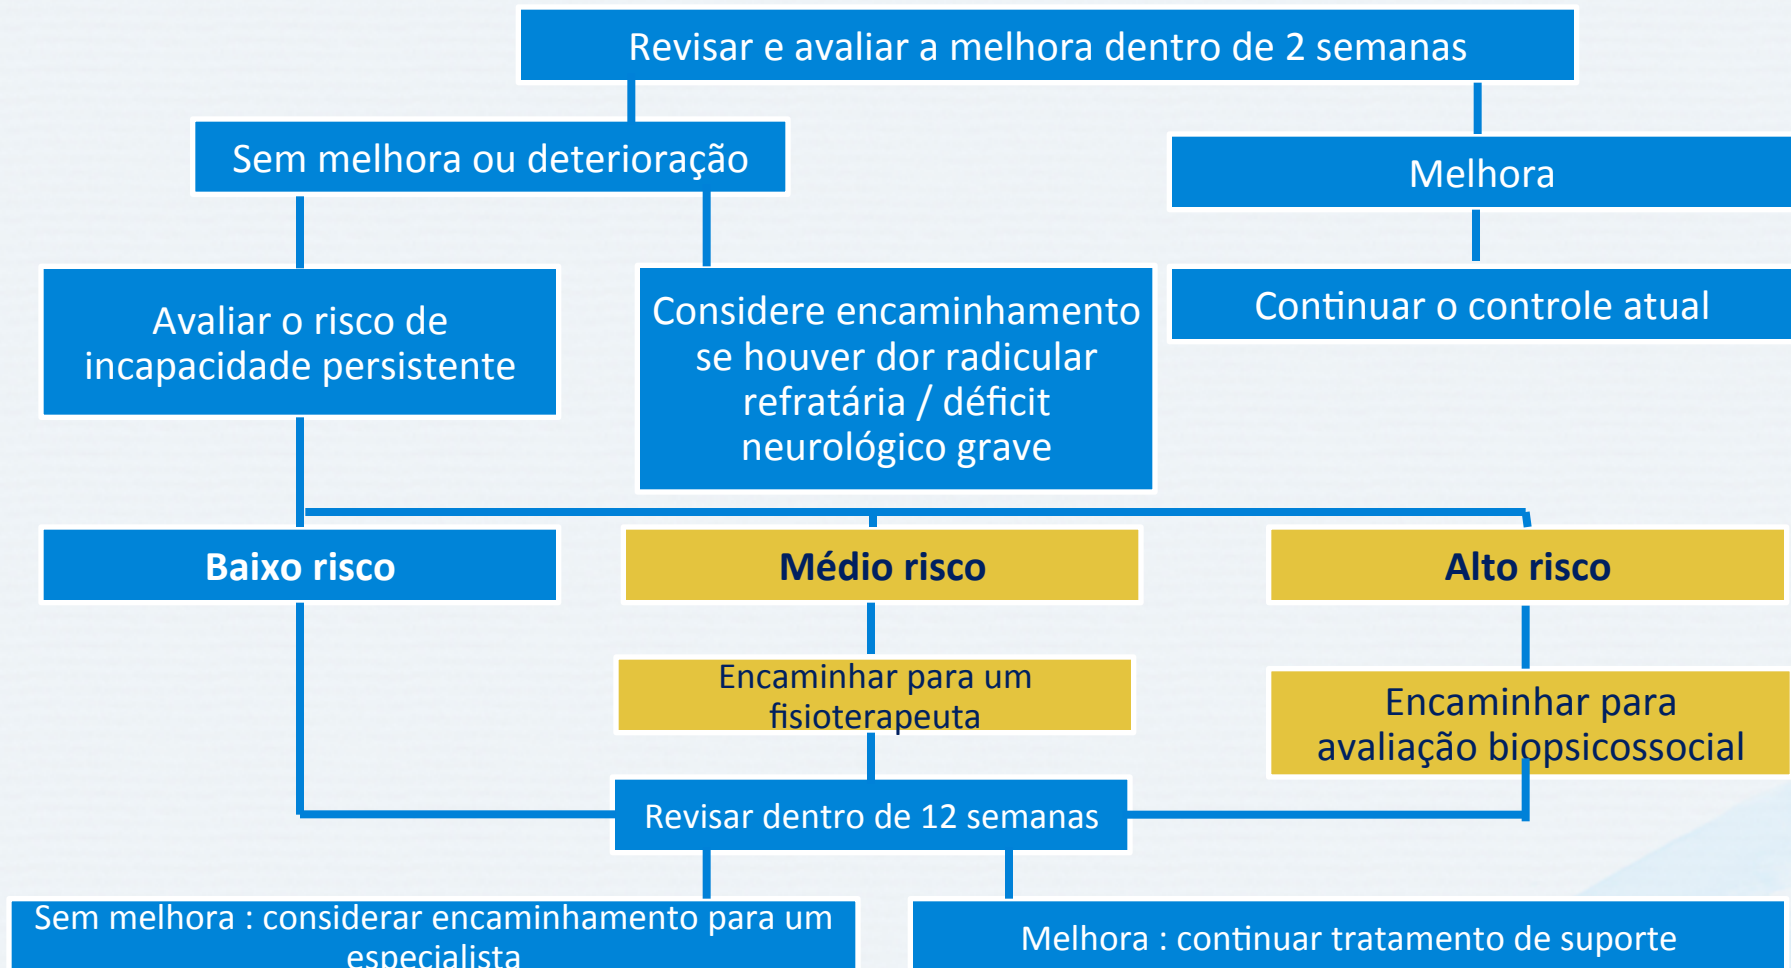 Revisar e avaliar a melhora dentro de 2 semanas
Sem melhora ou deterioração
Melhora
Avaliar o risco de
incapacidade persistente
Considere encaminhamento
se houver dor radicular
refratária / déficit
neurológico grave
Continuar o controle atual
Baixo risco
Médio risco
Alto risco
Encaminhar para um
fisioterapeuta
Encaminhar para
avaliação biopsicossocial
Revisar dentro de 12 semanas
Sem melhora : considerar encaminhamento para um
especialista
Melhora : continuar tratamento de suporte